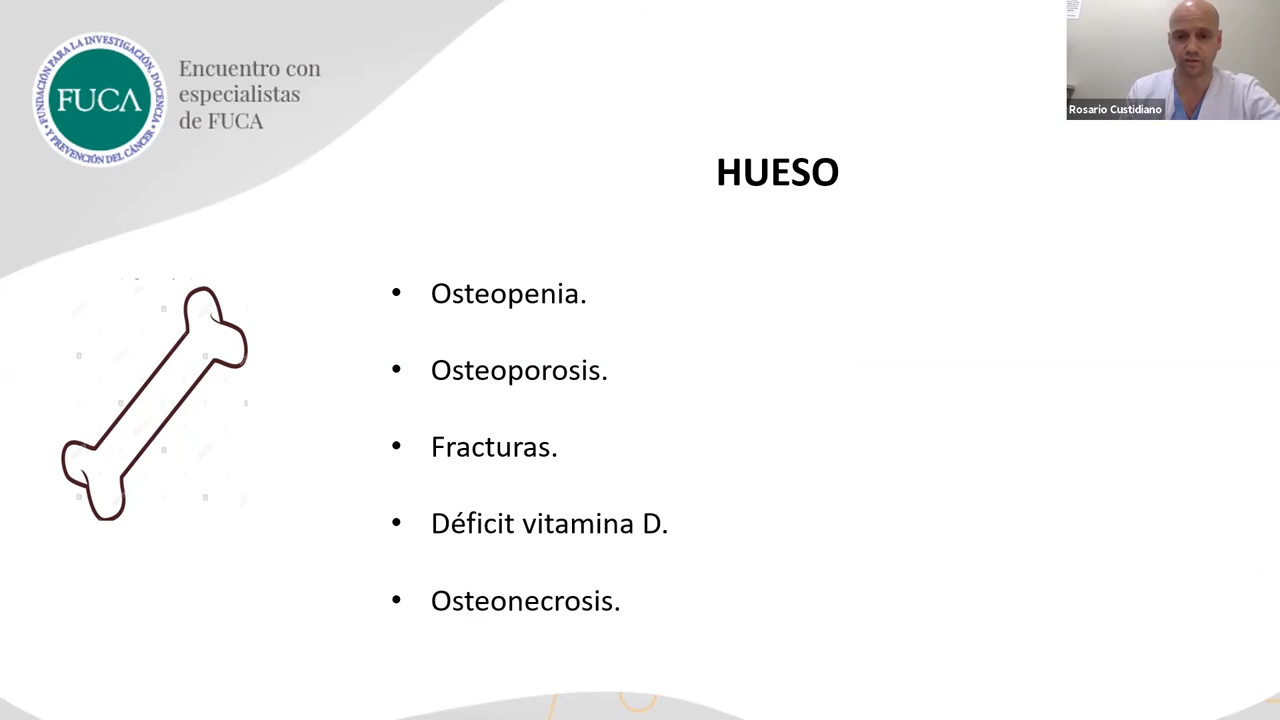 FUNDACIÓN PARA LA INVESTIGACIÓN, DOCENCIA
Y PREVENCIÓN DEL CÁNCER
FUCA
Encuentro con
especialistas
de FUCA
Rosario Custidiano
HUESO
• Osteopenia.
• Osteoporosis.
• Fracturas.
• Déficit vitamina D.
• Osteonecrosis.